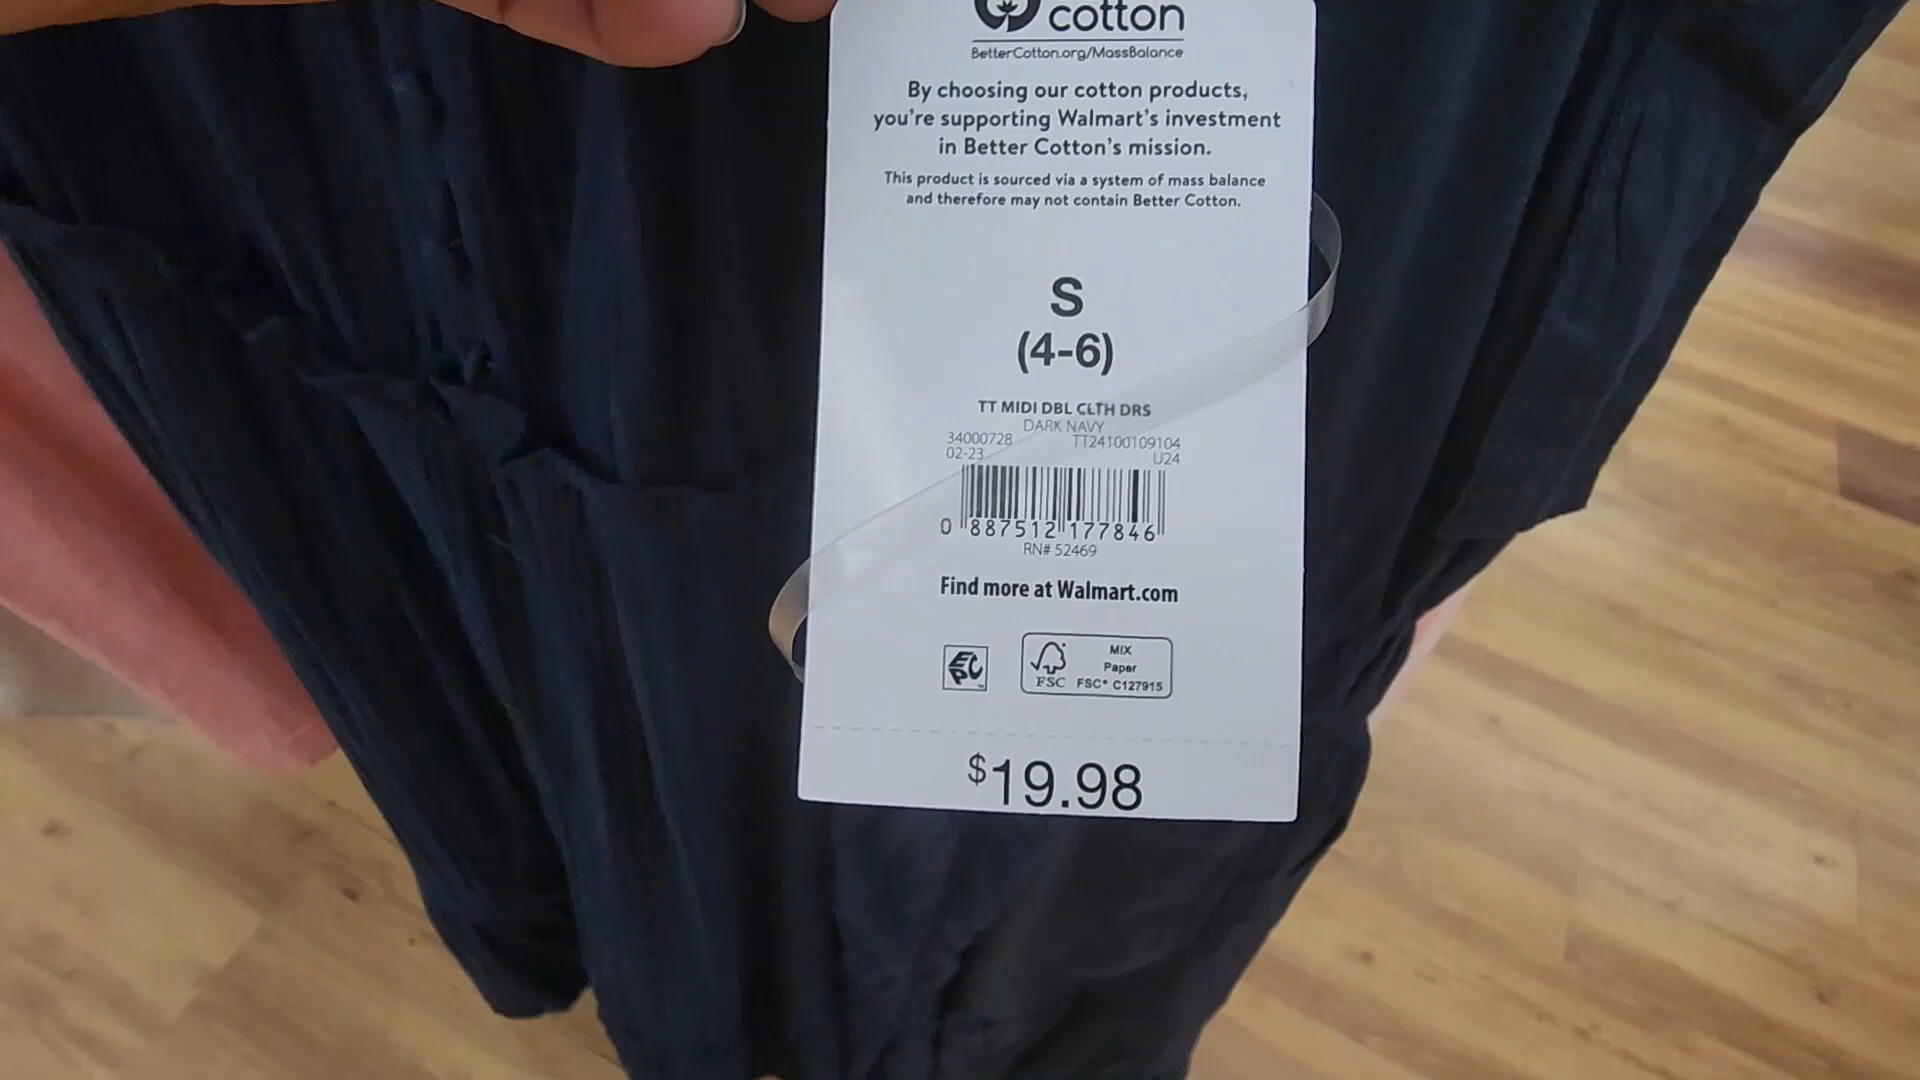 cotton
BetterCotton.org/MassBalance
By choosing our cotton products,
you're supporting Walmart's investment
in Better Cotton's mission.
This product is sourced via a system of mass balance
and therefore may not contain Better Cotton.
S
(4-6)
TT MIDI DBL CLTH DRS
DARK NAVY
34000728 TT24100109104
02-23 U24
0 887512 177846
RN# 52469
Find more at Walmart.com
EPC
MIX
Paper
FSC FSC® C127915
$19.98